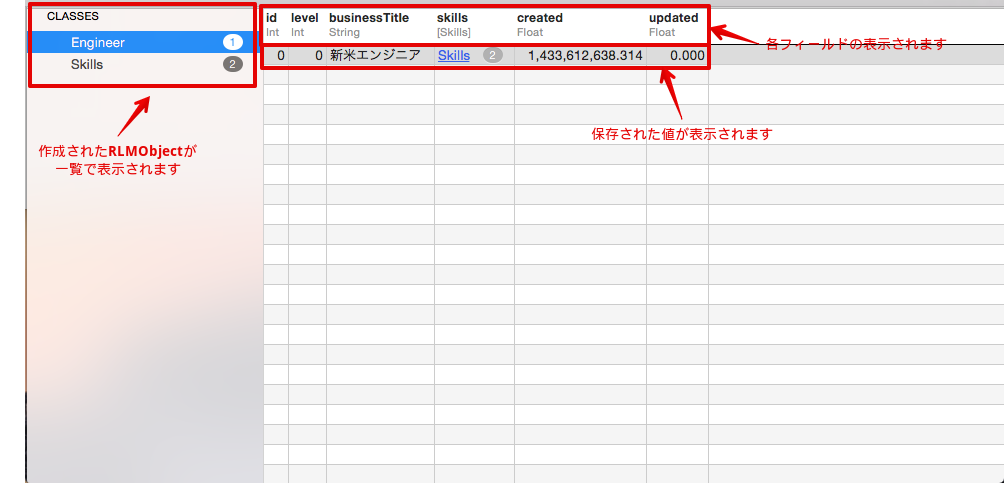 CLASSES
Engineer 1
Skills 2
id level businessTitle skills created updated
Int Int String [Skills] Float Float
0 0 新米エンジニア Skills 2 1,433,612,638.314 0.000
各フィールドの表示されます
保存された値が表示されます
作成されたRLMObjectが
一覧で表示されます